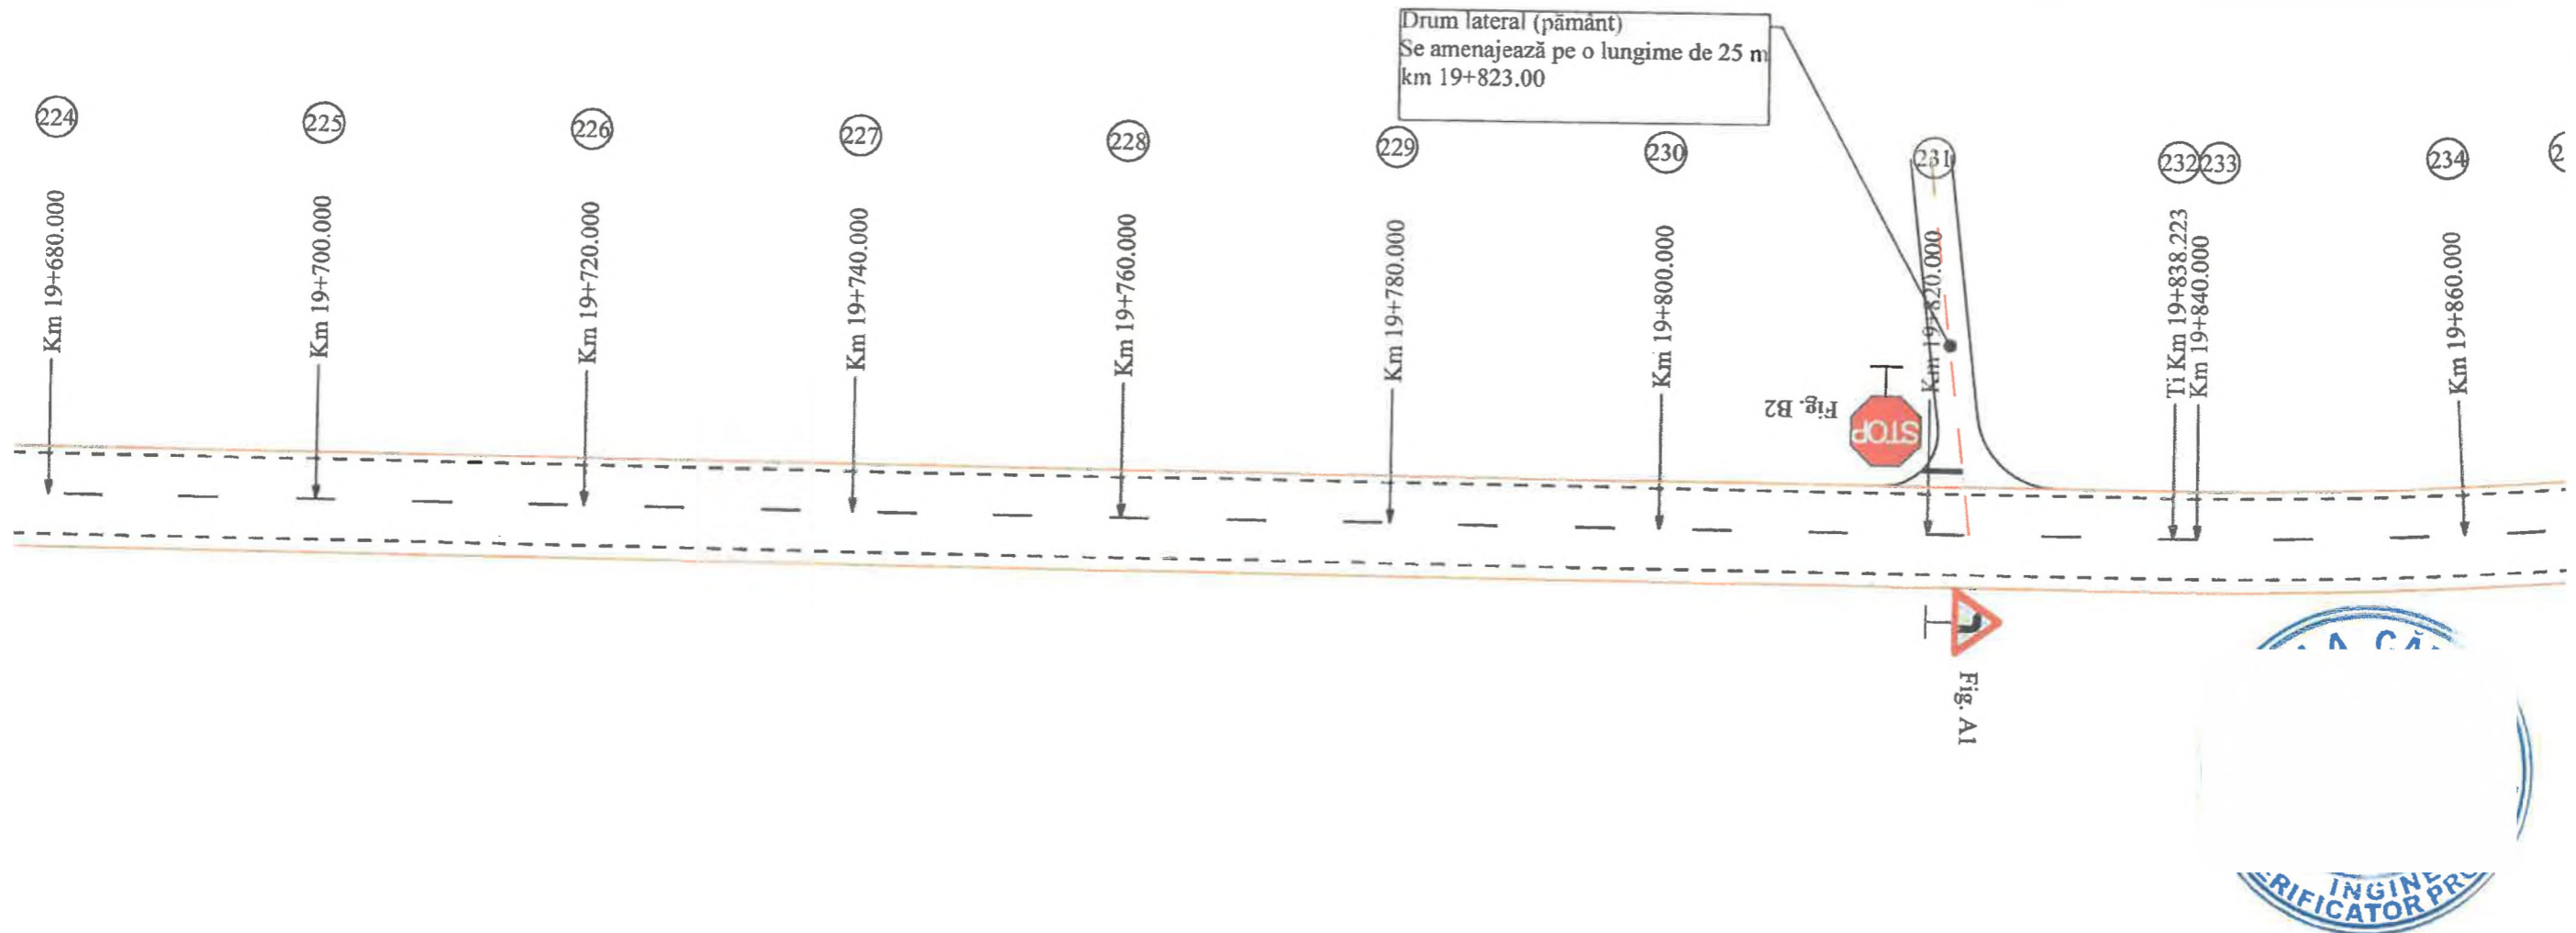 Drum lateral (pământ)
Se amenajează pe o lungime de 25 m
km 19+823.00
224
225
226
227
228
229
230
231
232
233
234
Km 19+680.000
Km 19+700.000
Km 19+720.000
Km 19+740.000
Km 19+760.000
Km 19+780.000
Km 19+800.000
Km 19+820.000
Ti Km 19+838.223
Km 19+840.000
Km 19+860.000
Fig. B2
STOP
Fig. A1